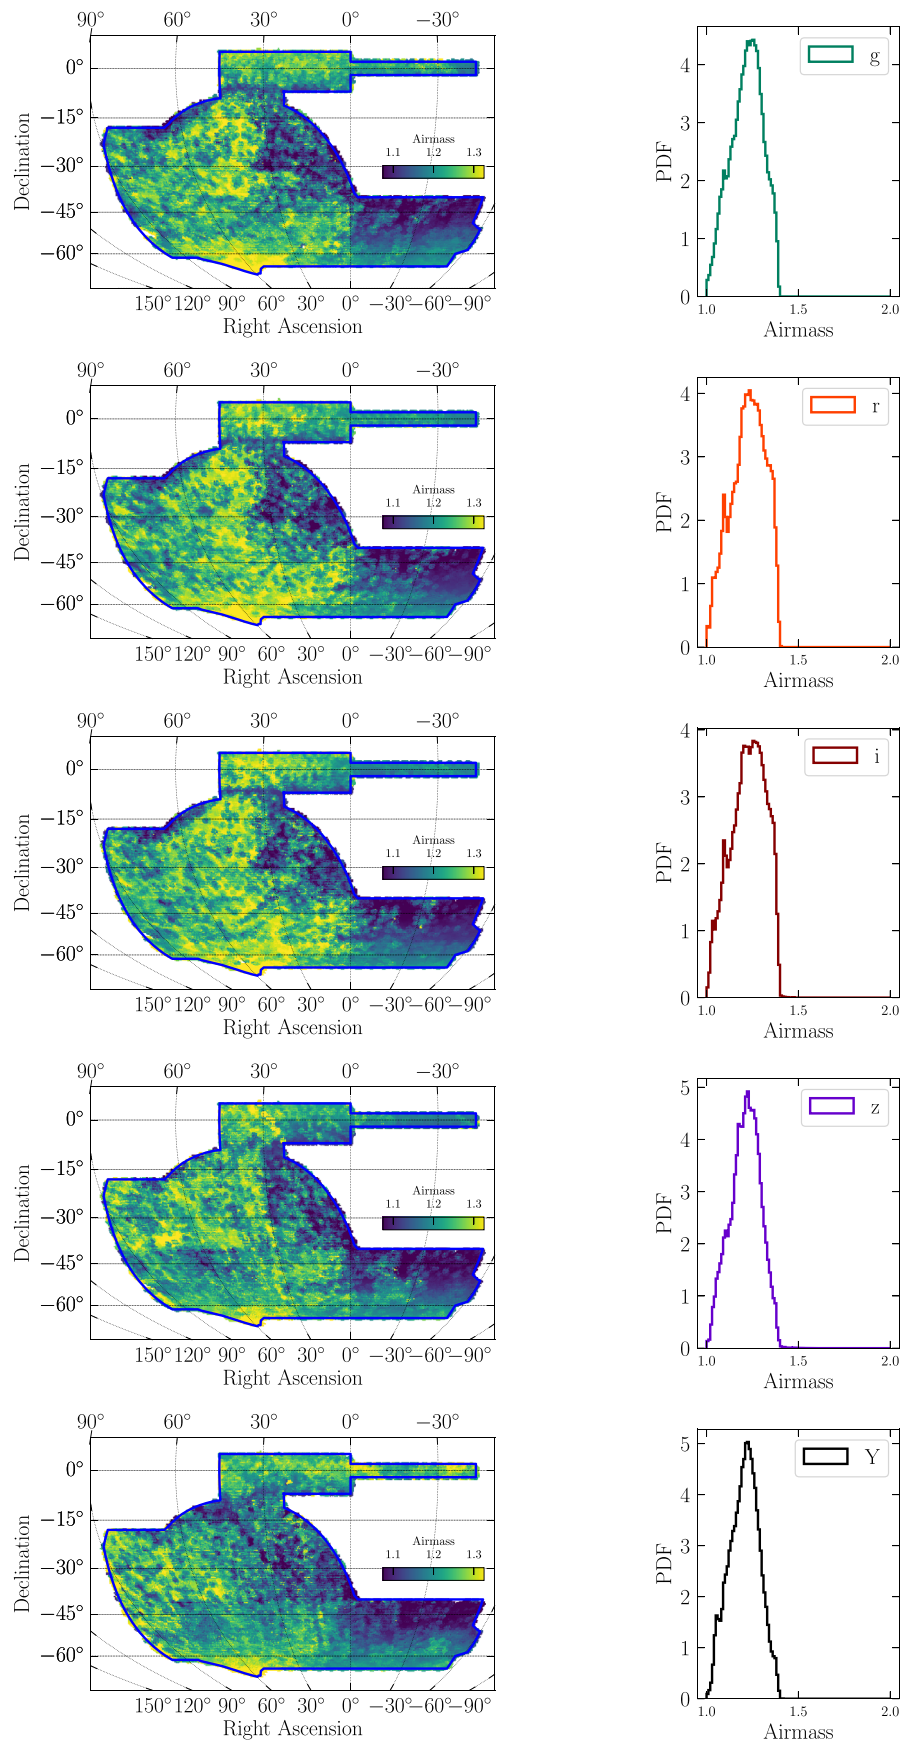 90° 60° 30° 0° −30°
0°
−15°
−30°
−45°
−60°
Declination
Airmass
1.1 1.2 1.3
150° 120° 90° 60° 30° 0° −30° −60° −90°
Right Ascension
g
4
3
2
1
0
PDF
1.0 1.5 2.0
Airmass
90° 60° 30° 0° −30°
0°
−15°
−30°
−45°
−60°
Declination
Airmass
1.1 1.2 1.3
150° 120° 90° 60° 30° 0° −30° −60° −90°
Right Ascension
r
4
3
2
1
0
PDF
1.0 1.5 2.0
Airmass
90° 60° 30° 0° −30°
0°
−15°
−30°
−45°
−60°
Declination
Airmass
1.1 1.2 1.3
150° 120° 90° 60° 30° 0° −30° −60° −90°
Right Ascension
i
4
3
2
1
0
PDF
1.0 1.5 2.0
Airmass
90° 60° 30° 0° −30°
0°
−15°
−30°
−45°
−60°
Declination
Airmass
1.1 1.2 1.3
150° 120° 90° 60° 30° 0° −30° −60° −90°
Right Ascension
z
5
4
3
2
1
0
PDF
1.0 1.5 2.0
Airmass
90° 60° 30° 0° −30°
0°
−15°
−30°
−45°
−60°
Declination
Airmass
1.1 1.2 1.3
150° 120° 90° 60° 30° 0° −30° −60° −90°
Right Ascension
Y
5
4
3
2
1
0
PDF
1.0 1.5 2.0
Airmass